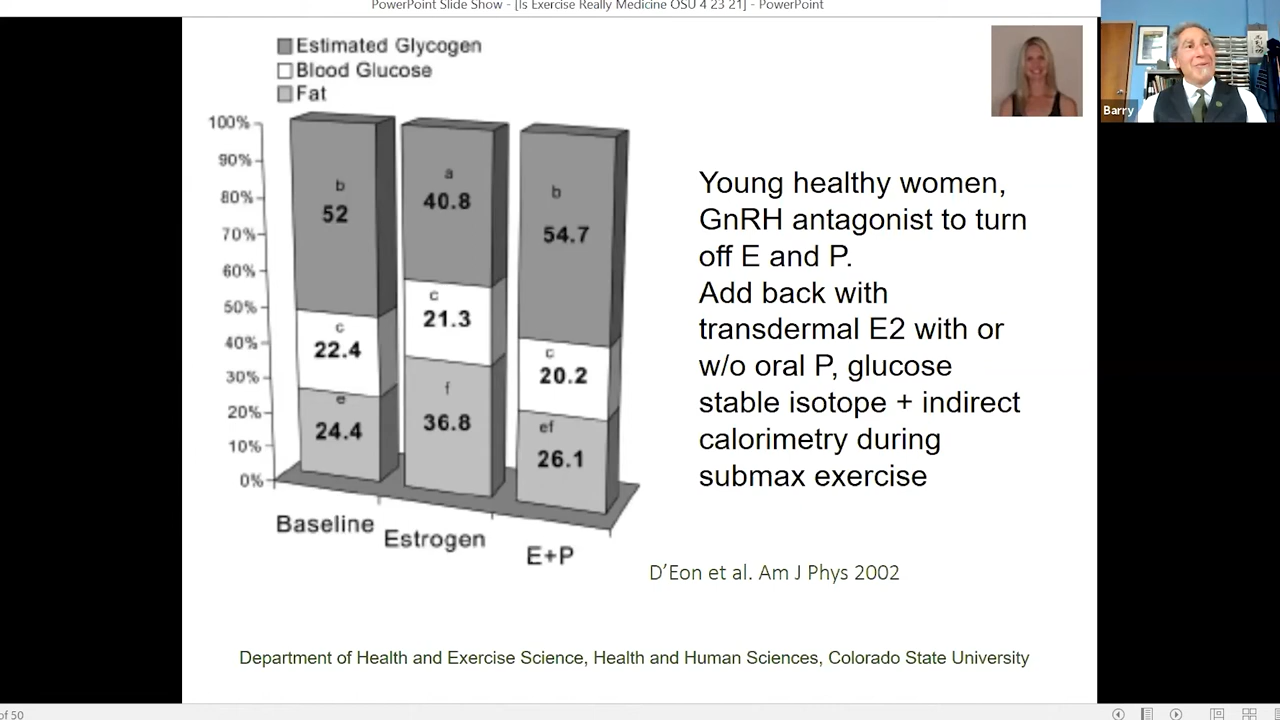 PowerPoint Slide Show - [Is Exercise Really Medicine OSU 4 23 21] - PowerPoint
Barry
Estimated Glycogen
Blood Glucose
Fat
100%
90%
80%
70%
60%
50%
40%
30%
20%
10%
0%
b
52
c
22.4
e
24.4
a
40.8
c
21.3
f
36.8
b
54.7
c
20.2
ef
26.1
Baseline
Estrogen
E+P
Young healthy women,
GnRH antagonist to turn
off E and P.
Add back with
transdermal E2 with or
w/o oral P, glucose
stable isotope + indirect
calorimetry during
submax exercise
D'Eon et al. Am J Phys 2002
Department of Health and Exercise Science, Health and Human Sciences, Colorado State University
of 50